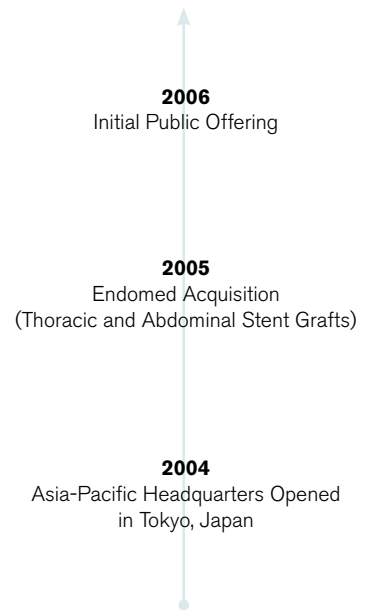 2006
Initial Public Offering
2005
Endomed Acquisition
(Thoracic and Abdominal Stent Grafts)
2004
Asia-Pacific Headquarters Opened
in Tokyo, Japan